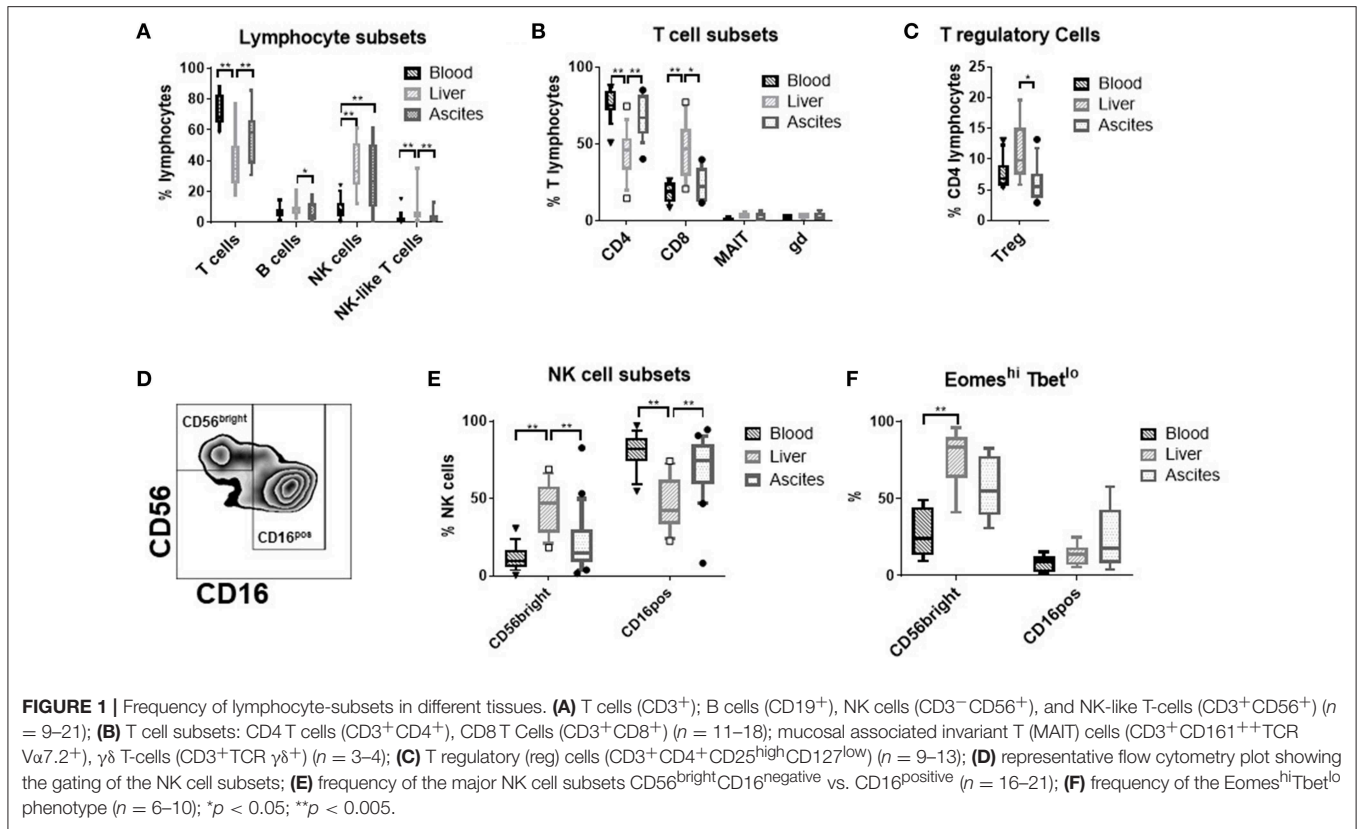 A
Lymphocyte subsets
% lymphocytes
100
80
60
40
20
0
** **
*
**
**
** **
Blood
Liver
Ascites
T cells
B cells
NK cells
NK-like T cells
B
T cell subsets
% T lymphocytes
100
50
0
** **
** *
Blood
Liver
Ascites
CD4
CD8
MAIT
gd
C
T regulatory Cells
% CD4 lymphocytes
25
20
15
10
5
0
*
Blood
Liver
Ascites
Treg
D
CD56bright
CD16pos
CD56
CD16
E
NK cell subsets
% NK cells
100
50
0
** **
** **
Blood
Liver
Ascites
CD56bright
CD16pos
F
Eomeshi Tbetlo
%
100
50
0
**
Blood
Liver
Ascites
CD56bright
CD16pos
FIGURE 1 | Frequency of lymphocyte-subsets in different tissues. (A) T cells (CD3+); B cells (CD19+), NK cells (CD3−CD56+), and NK-like T-cells (CD3+CD56+) (n
= 9–21); (B) T cell subsets: CD4 T cells (CD3+CD4+), CD8 T Cells (CD3+CD8+) (n = 11–18); mucosal associated invariant T (MAIT) cells (CD3+CD161++TCR
Vα7.2+), γδ T-cells (CD3+TCR γδ+) (n = 3–4); (C) T regulatory (reg) cells (CD3+CD4+CD25highCD127low) (n = 9–13); (D) representative flow cytometry plot showing
the gating of the NK cell subsets; (E) frequency of the major NK cell subsets CD56brightCD16negative vs. CD16positive (n = 16–21); (F) frequency of the EomeshiTbetlo
phenotype (n = 6–10); *p < 0.05; **p < 0.005.